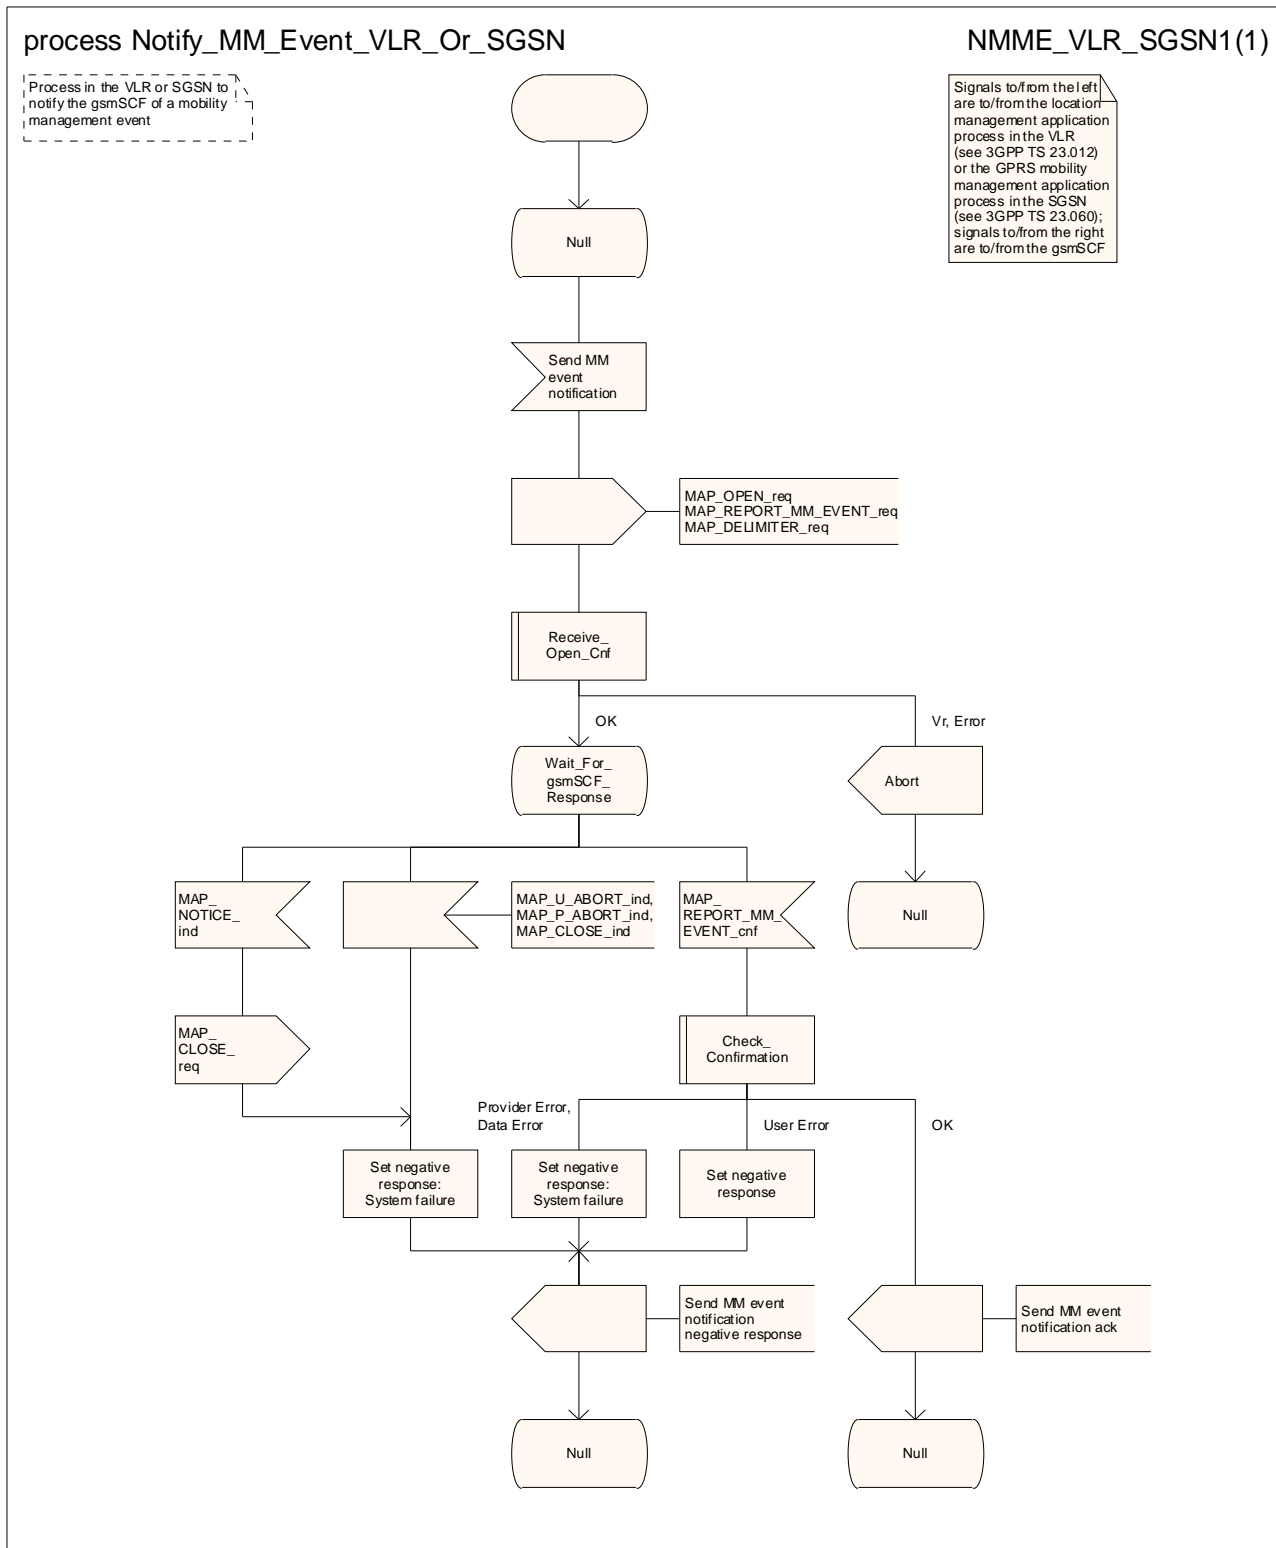 process Notify_MM_Event_VLR_Or_SGSN
NMME_VLR_SGSN1(1)
Process in the VLR or SGSN to
notify the gsmSCF of a mobility
management event
Signals to/from the left
are to/from the location
management application
process in the VLR
(see 3GPP TS 23.012)
or the GPRS mobility
management application
process in the SGSN
(see 3GPP TS 23.060);
signals to/from the right
are to/from the gsmSCF
Null
Send MM
event
notification
MAP_OPEN_req
MAP_REPORT_MM_EVENT_req
MAP_DELIMITER_req
Receive_
Open_Cnf
OK
Vr, Error
Wait_For_
gsmSCF_
Response
Abort
MAP_
NOTICE_
ind
MAP_U_ABORT_ind,
MAP_P_ABORT_ind,
MAP_CLOSE_ind
MAP_
REPORT_MM_
EVENT_cnf
Null
MAP_
CLOSE_
req
Check_
Confirmation
Provider Error,
Data Error
User Error
OK
Set negative
response:
System failure
Set negative
response:
System failure
Set negative
response
Send MM event
notification
negative response
Send MM event
notification ack
Null
Null